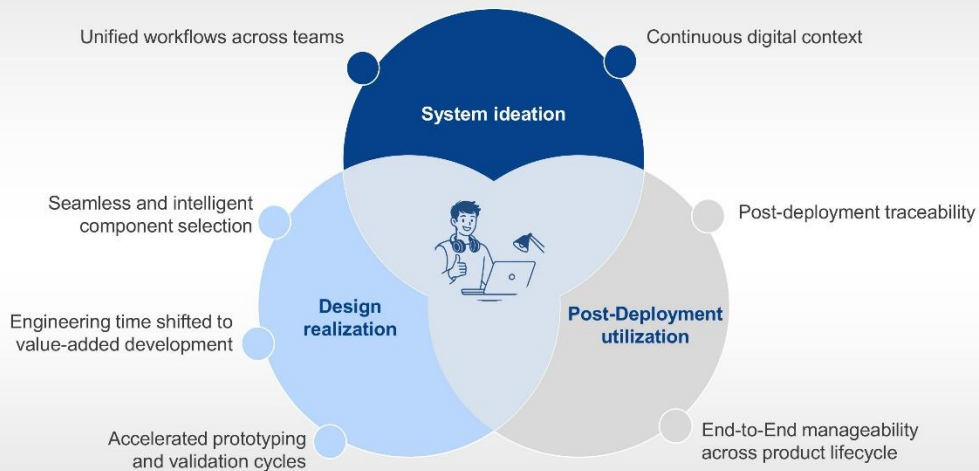 Unified workflows across teams
Continuous digital context
System ideation
Seamless and intelligent
component selection
Post-deployment traceability
Design
realization
Post-Deployment
utilization
Engineering time shifted to
value-added development
Accelerated prototyping
and validation cycles
End-to-End manageability
across product lifecycle